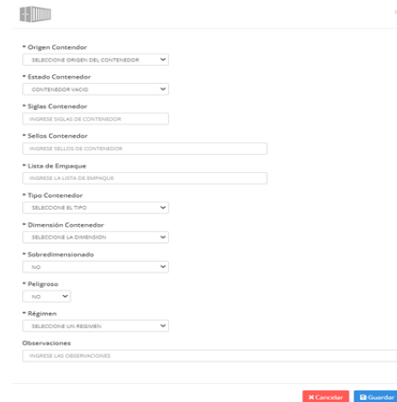 * Origen Contendor
SELECCIONE ORIGEN DEL CONTENEDOR
* Estado Contenedor
CONTENEDOR VACIO
* Siglas Contenedor
INGRESE SIGLAS DE CONTENEDOR
* Sellos Contenedor
INGRESE SELLOS DE CONTENEDOR
* Lista de Empaque
INGRESE LA LISTA DE EMPAQUE
* Tipo Contenedor
SELECCIONE EL TIPO
* Dimensión Contenedor
SELECCIONE LA DIMENSION
* Sobredimensionado
NO
* Peligroso
NO
* Régimen
SELECCIONE UN REGIMEN
Observaciones
INGRESE LAS OBSERVACIONES
Cancelar Guardar